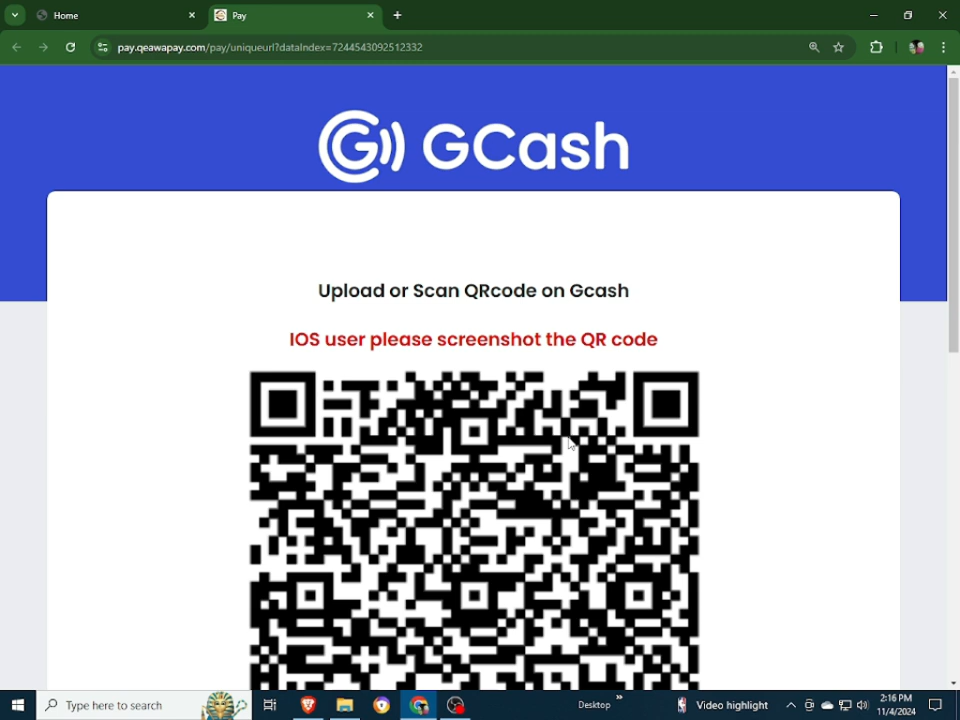 Home
Pay
pay.qeawapay.com/pay/uniqueurl?dataIndex=7244543092512332
GCash
Upload or Scan QRcode on Gcash
IOS user please screenshot the QR code
Type here to search
Desktop
Video highlight
2:16 PM
11/4/2024